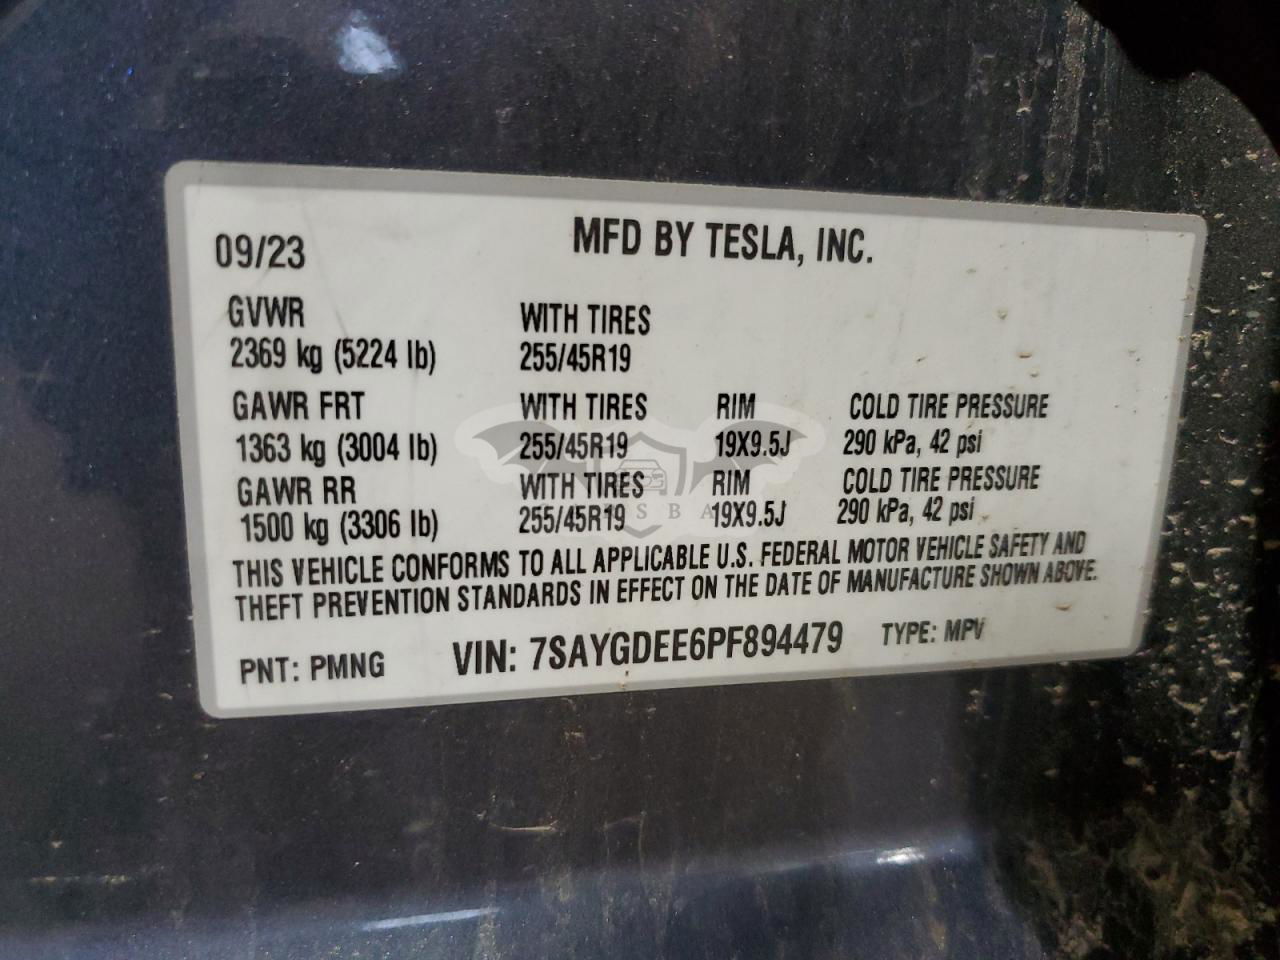 09/23 MFD BY TESLA, INC.
GVWR WITH TIRES
2369 kg (5224 lb) 255/45R19
GAWR FRT WITH TIRES RIM COLD TIRE PRESSURE
1363 kg (3004 lb) 255/45R19 19X9.5J 290 kPa, 42 psi
GAWR RR WITH TIRES RIM COLD TIRE PRESSURE
1500 kg (3306 lb) 255/45R19 19X9.5J 290 kPa, 42 psi
THIS VEHICLE CONFORMS TO ALL APPLICABLE U.S. FEDERAL MOTOR VEHICLE SAFETY AND
THEFT PREVENTION STANDARDS IN EFFECT ON THE DATE OF MANUFACTURE SHOWN ABOVE.
PNT: PMNG VIN: 7SAYGDEE6PF894479 TYPE: MPV